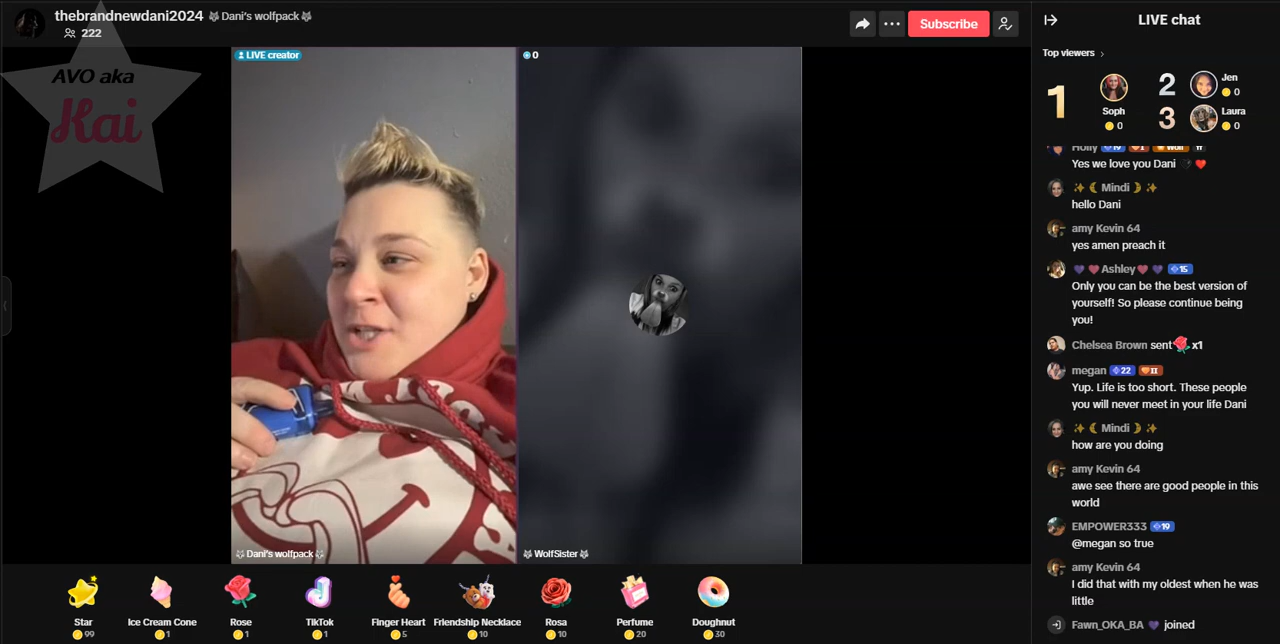 thebrandnewdani2024 🐺 Dani's wolfpack 🐺
222
Subscribe
AVO aka
Kai
LIVE creator
0
Dani's wolfpack
WolfSister
Star
99
Ice Cream Cone
1
Rose
1
TikTok
1
Finger Heart
5
Friendship Necklace
10
Rosa
10
Perfume
20
Doughnut
30
LIVE chat
Top viewers
1
Soph
0
2
Jen
0
3
Laura
0
Holly 19
Yes we love you Dani 🖤 ❤️
✨ 🌙 Mindi 🌙 ✨
hello Dani
amy Kevin 64
yes amen preach it
💜 ❤️ Ashley ❤️ 💜 15
Only you can be the best version of
yourself! So please continue being
you!
Chelsea Brown sent 🌹 x1
megan 22 II
Yup. Life is too short. These people
you will never meet in your life Dani
✨ 🌙 Mindi 🌙 ✨
how are you doing
amy Kevin 64
awe see there are good people in this
world
EMPOWER333 19
@megan so true
amy Kevin 64
I did that with my oldest when he was
little
Fawn_OKA_BA 💜 joined